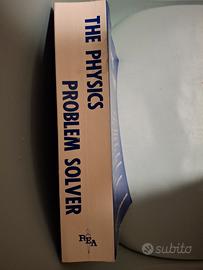 THE PHYSICS
PROBLEM SOLVER
REA
subito